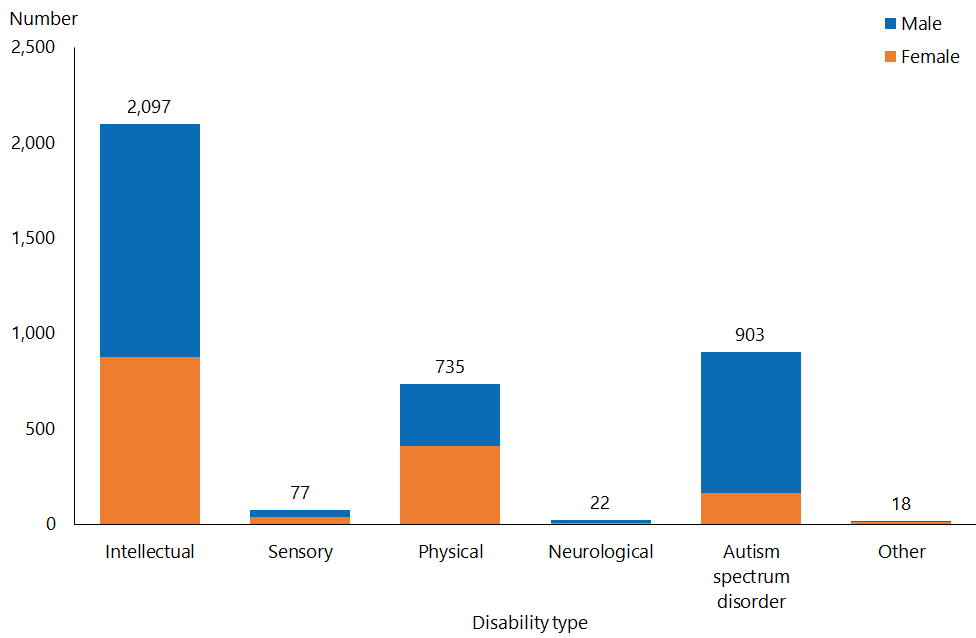 Number
Male
Female
2,500
2,000
1,500
1,000
500
0
2,097
77
735
22
903
18
Intellectual
Sensory
Physical
Neurological
Autism
spectrum
disorder
Other
Disability type